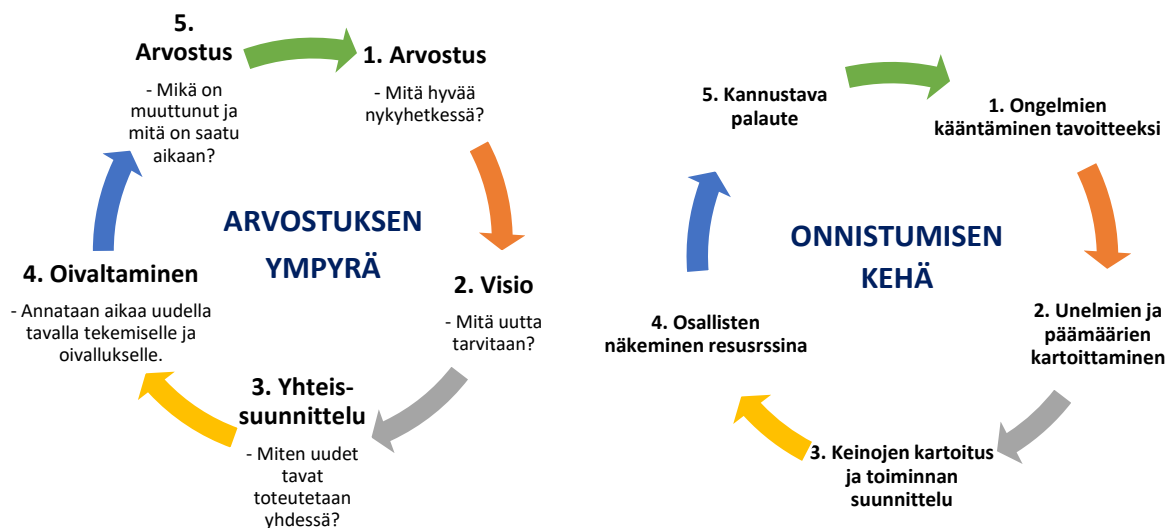 5.
Arvostus
- Mikä on
muuttunut ja
mitä on saatu
aikaan?
1. Arvostus
- Mitä hyvää
nykyhetkessä?
ARVOSTUKSEN
YMPYRÄ
2. Visio
- Mitä uutta
tarvitaan?
3. Yhteis-
suunnittelu
- Miten uudet
tavat
toteutetaan
yhdessä?
4. Oivaltaminen
- Annataan aikaa uudella
tavalla tekemiselle ja
oivallukselle.
5. Kannustava
palaute
1. Ongelmien
kääntäminen tavoitteeksi
ONNISTUMISEN
KEHÄ
2. Unelmien ja
päämäärien
kartoittaminen
3. Keinojen kartoitus
ja toiminnan
suunnittelu
4. Osallisten
näkeminen resusrssina